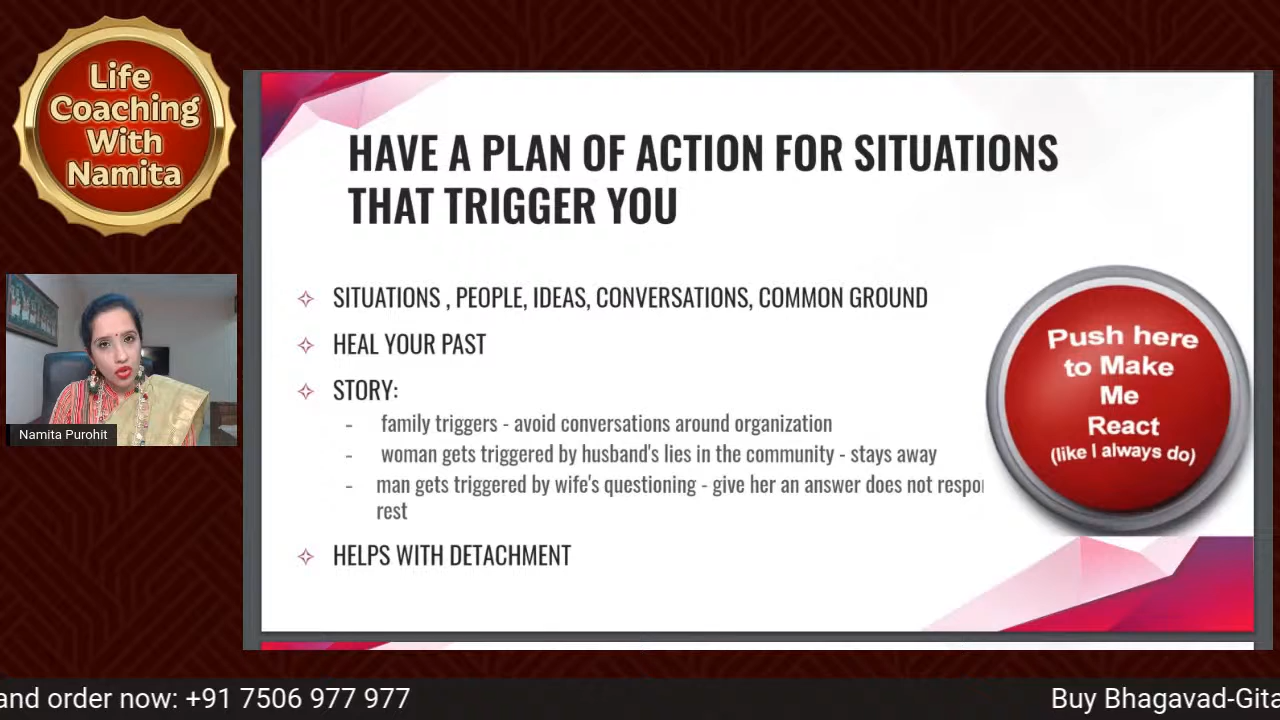 Life
Coaching
With
Namita
HAVE A PLAN OF ACTION FOR SITUATIONS
THAT TRIGGER YOU
SITUATIONS , PEOPLE, IDEAS, CONVERSATIONS, COMMON GROUND
HEAL YOUR PAST
STORY:
- family triggers - avoid conversations around organization
- woman gets triggered by husband's lies in the community - stays away
- man gets triggered by wife's questioning - give her an answer does not respo
rest
HELPS WITH DETACHMENT
Push here
to Make
Me
React
(like I always do)
Namita Purohit
and order now: +91 7506 977 977
Buy Bhagavad-Gita